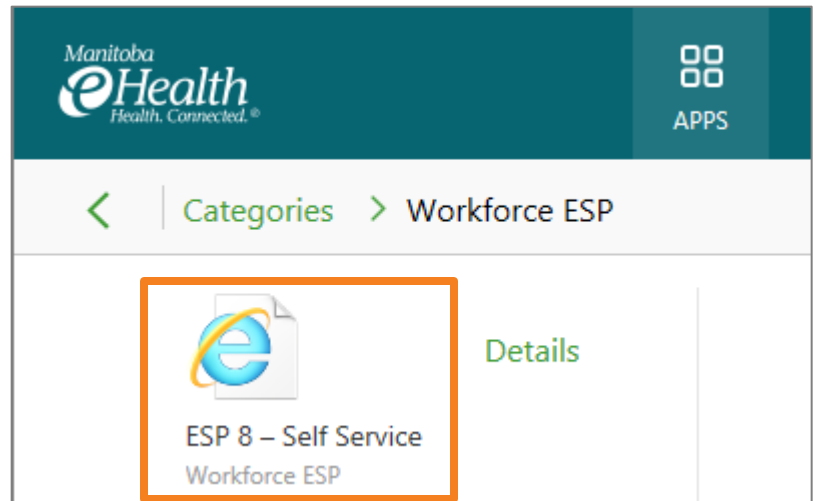 Manitoba
eHealth
Health. Connected.®
APPS
Categories > Workforce ESP
Details
ESP 8 – Self Service
Workforce ESP